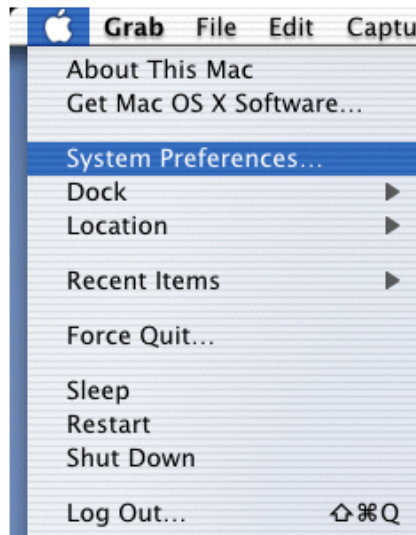 Grab File Edit Captu
About This Mac
Get Mac OS X Software...
System Preferences...
Dock
Location
Recent Items
Force Quit...
Sleep
Restart
Shut Down
Log Out... ⇧⌘Q